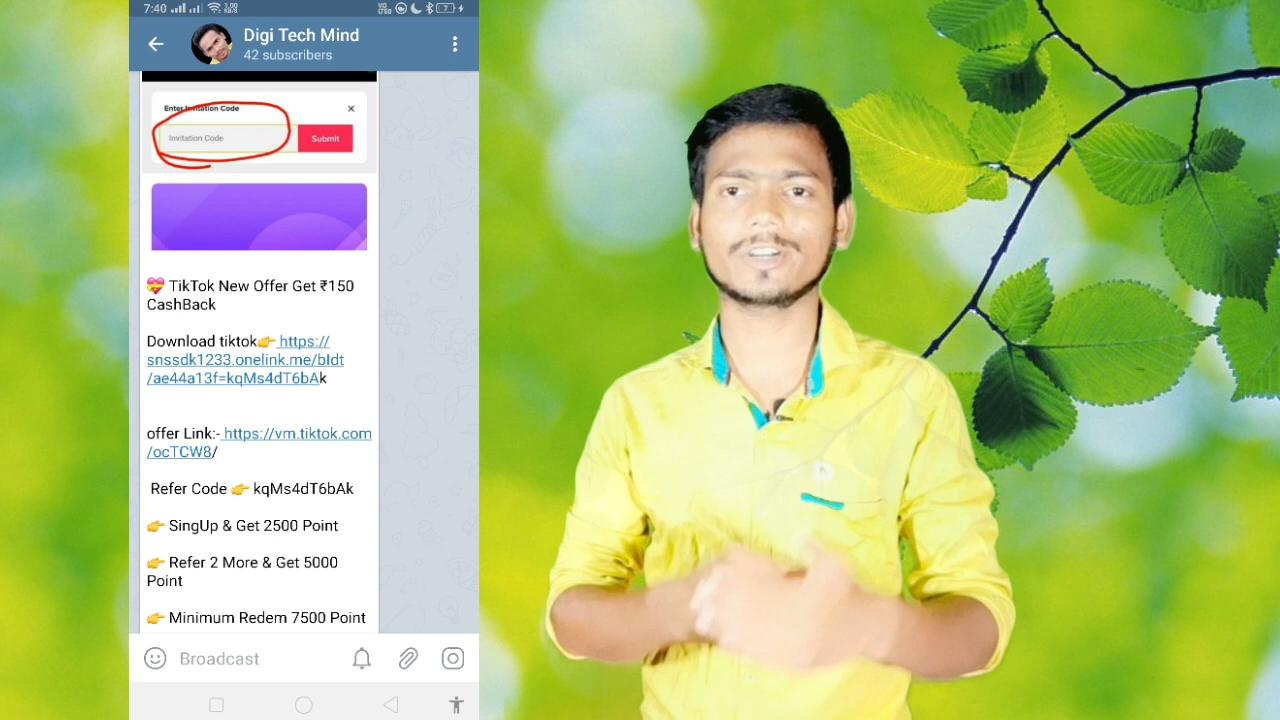 7:40
Digi Tech Mind
42 subscribers
Enter Invitation Code
Invitation Code
Submit
💝 TikTok New Offer Get ₹150
CashBack
Download tiktok👉 https://
snssdk1233.onelink.me/bIdt
/ae44a13f=kqMs4dT6bAk
offer Link:- https://vm.tiktok.com
/ocTCW8/
Refer Code 👉 kqMs4dT6bAk
👉 SingUp & Get 2500 Point
👉 Refer 2 More & Get 5000
Point
👉 Minimum Redem 7500 Point
Broadcast